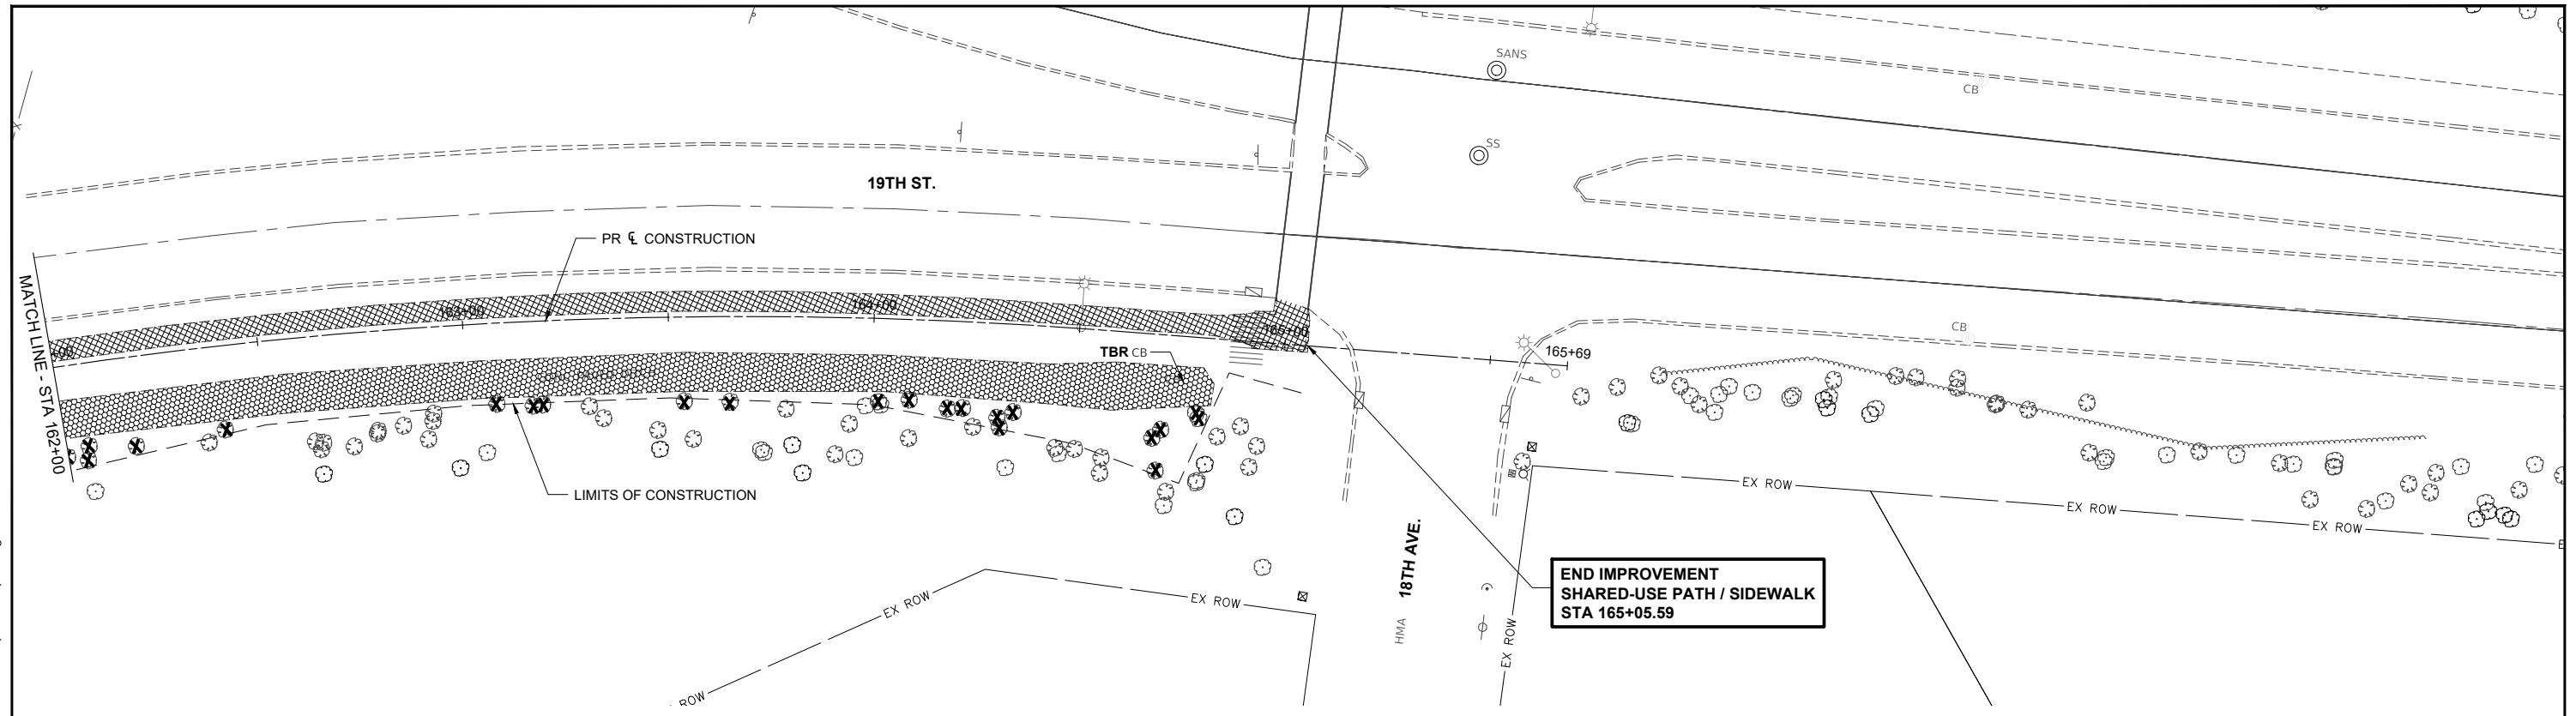 SANS
CB
SS
19TH ST.
PR ℄ CONSTRUCTION
MATCH LINE - STA 162+00
163+00
164+00
165+00
165+69
TBR CB
CB
LIMITS OF CONSTRUCTION
EX ROW
EX ROW
EX ROW
EX ROW
EX ROW
EX ROW
ROW
18TH AVE.
HMA
END IMPROVEMENT
SHARED-USE PATH / SIDEWALK
STA 165+05.59